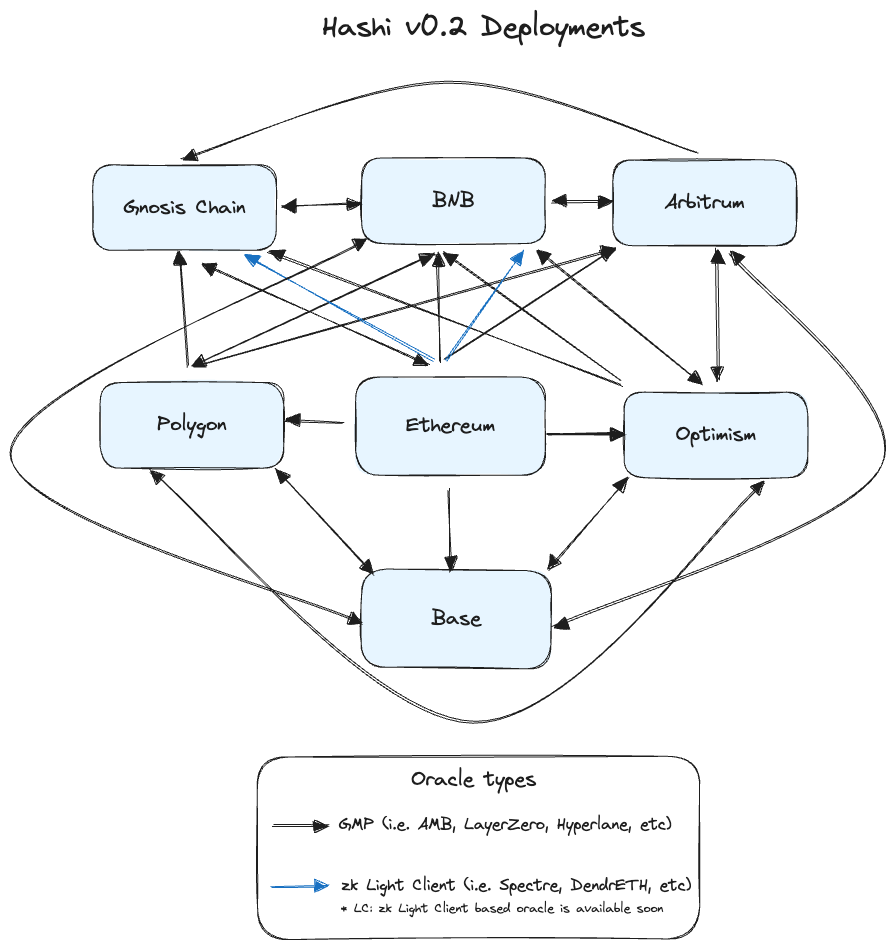 Hashi v0.2 Deployments
Gnosis Chain
BNB
Arbitrum
Polygon
Ethereum
Optimism
Base
Oracle types
GMP (i.e. AMB, LayerZero, Hyperlane, etc)
zk Light Client (i.e. Spectre, DendrETH, etc)
* LC: zk Light Client based oracle is available soon